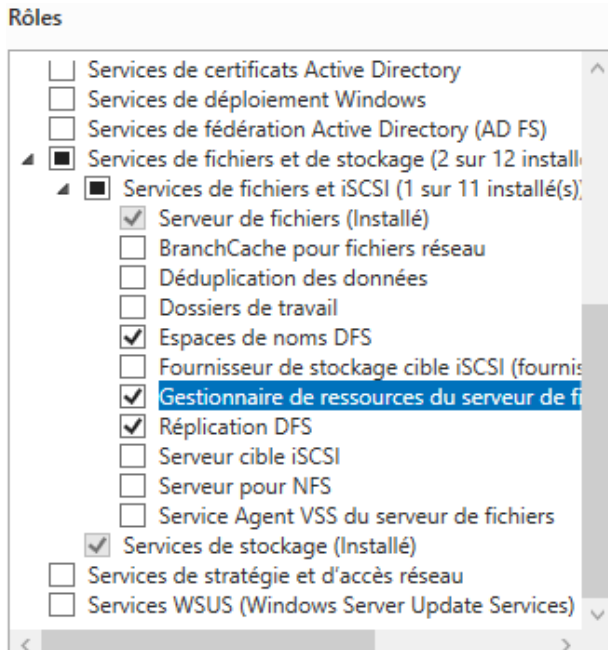 Rôles
Services de certificats Active Directory
Services de déploiement Windows
Services de fédération Active Directory (AD FS)
Services de fichiers et de stockage (2 sur 12 install
Services de fichiers et iSCSI (1 sur 11 installé(s))
Serveur de fichiers (Installé)
BranchCache pour fichiers réseau
Déduplication des données
Dossiers de travail
Espaces de noms DFS
Fournisseur de stockage cible iSCSI (fournis
Gestionnaire de ressources du serveur de fi
Réplication DFS
Serveur cible iSCSI
Serveur pour NFS
Service Agent VSS du serveur de fichiers
Services de stockage (Installé)
Services de stratégie et d'accès réseau
Services WSUS (Windows Server Update Services)